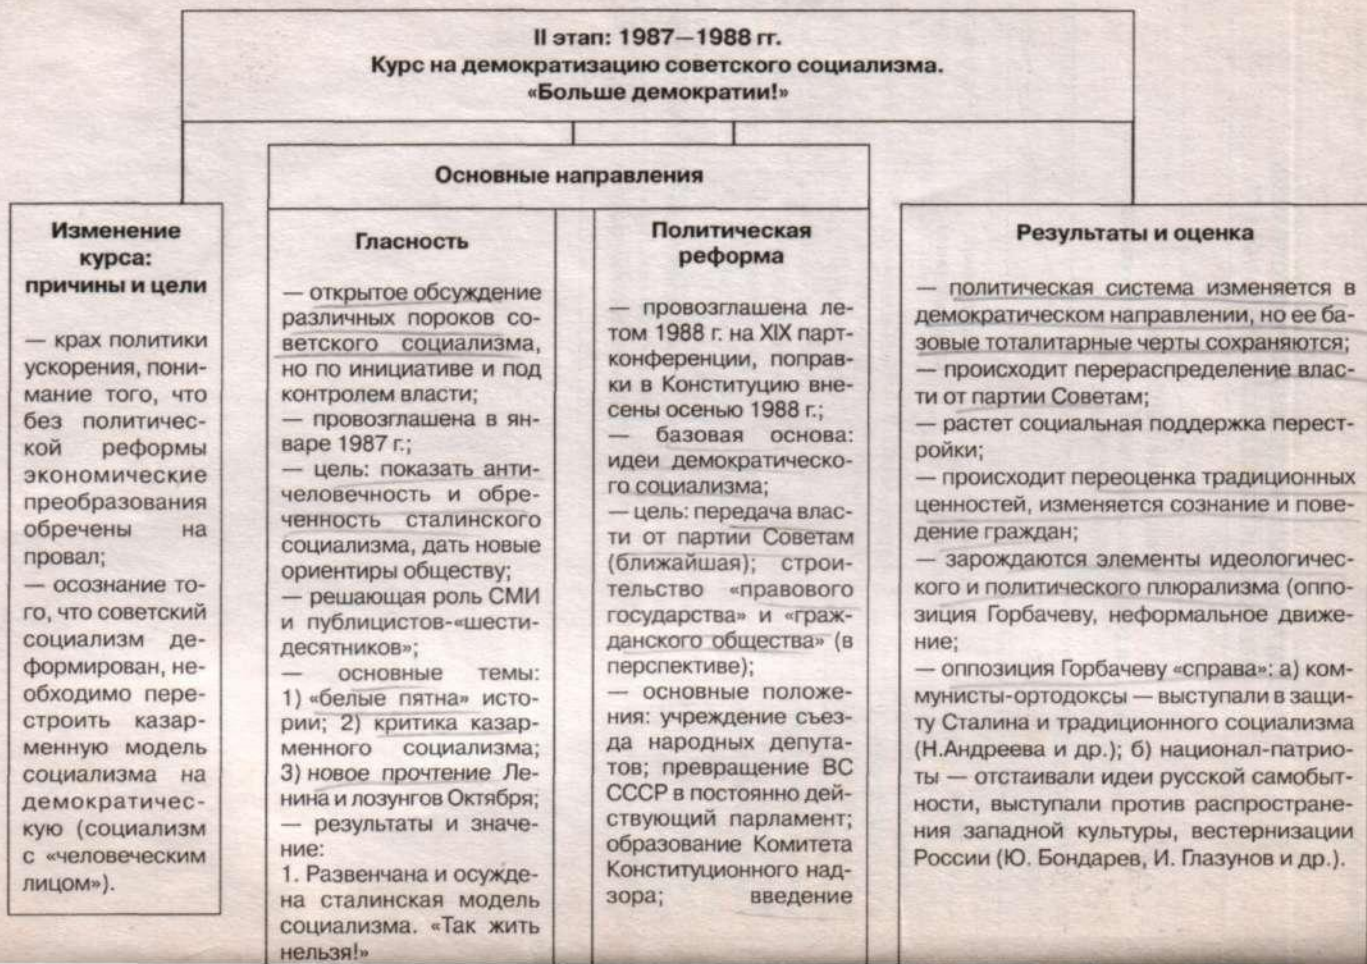 II этап: 1987—1988 гг.
Курс на демократизацию советского социализма.
«Больше демократии!»
Основные направления
Изменение
курса:
причины и цели
— крах политики
ускорения, пони-
мание того, что
без политичес-
кой реформы
экономические
преобразования
обречены на
провал;
— осознание то-
го, что советский
социализм де-
формирован, не-
обходимо пере-
строить казар-
менную модель
социализма на
демократичес-
кую (социализм
с «человеческим
лицом»).
Гласность
— открытое обсуждение
различных пороков со-
ветского социализма,
но по инициативе и под
контролем власти;
— провозглашена в ян-
варе 1987 г.;
— цель: показать анти-
человечность и обре-
ченность сталинского
социализма, дать новые
ориентиры обществу;
— решающая роль СМИ
и публицистов-«шести-
десятников»;
— основные темы:
1) «белые пятна» исто-
рии; 2) критика казар-
менного социализма;
3) новое прочтение Ле-
нина и лозунгов Октября;
— результаты и значе-
ние:
1. Развенчана и осужде-
на сталинская модель
социализма. «Так жить
нельзя!»
Политическая
реформа
— провозглашена ле-
том 1988 г. на XIX парт-
конференции, поправ-
ки в Конституцию вне-
сены осенью 1988 г.;
— базовая основа:
идеи демократическо-
го социализма;
— цель: передача влас-
ти от партии Советам
(ближайшая); строи-
тельство «правового
государства» и «граж-
данского общества» (в
перспективе);
— основные положе-
ния: учреждение съез-
да народных депута-
тов; превращение ВС
СССР в постоянно дей-
ствующий парламент;
образование Комитета
Конституционного над-
зора; введение
Результаты и оценка
— политическая система изменяется в
демократическом направлении, но ее ба-
зовые тоталитарные черты сохраняются;
— происходит перераспределение влас-
ти от партии Советам;
— растет социальная поддержка перест-
ройки;
— происходит переоценка традиционных
ценностей, изменяется сознание и пове-
дение граждан;
— зарождаются элементы идеологичес-
кого и политического плюрализма (оппо-
зиция Горбачеву, неформальное движе-
ние;
— оппозиция Горбачеву «справа»: а) ком-
мунисты-ортодоксы — выступали в защи-
ту Сталина и традиционного социализма
(Н.Андреева и др.); б) национал-патрио-
ты — отстаивали идеи русской самобыт-
ности, выступали против распростране-
ния западной культуры, вестернизации
России (Ю. Бондарев, И. Глазунов и др.).